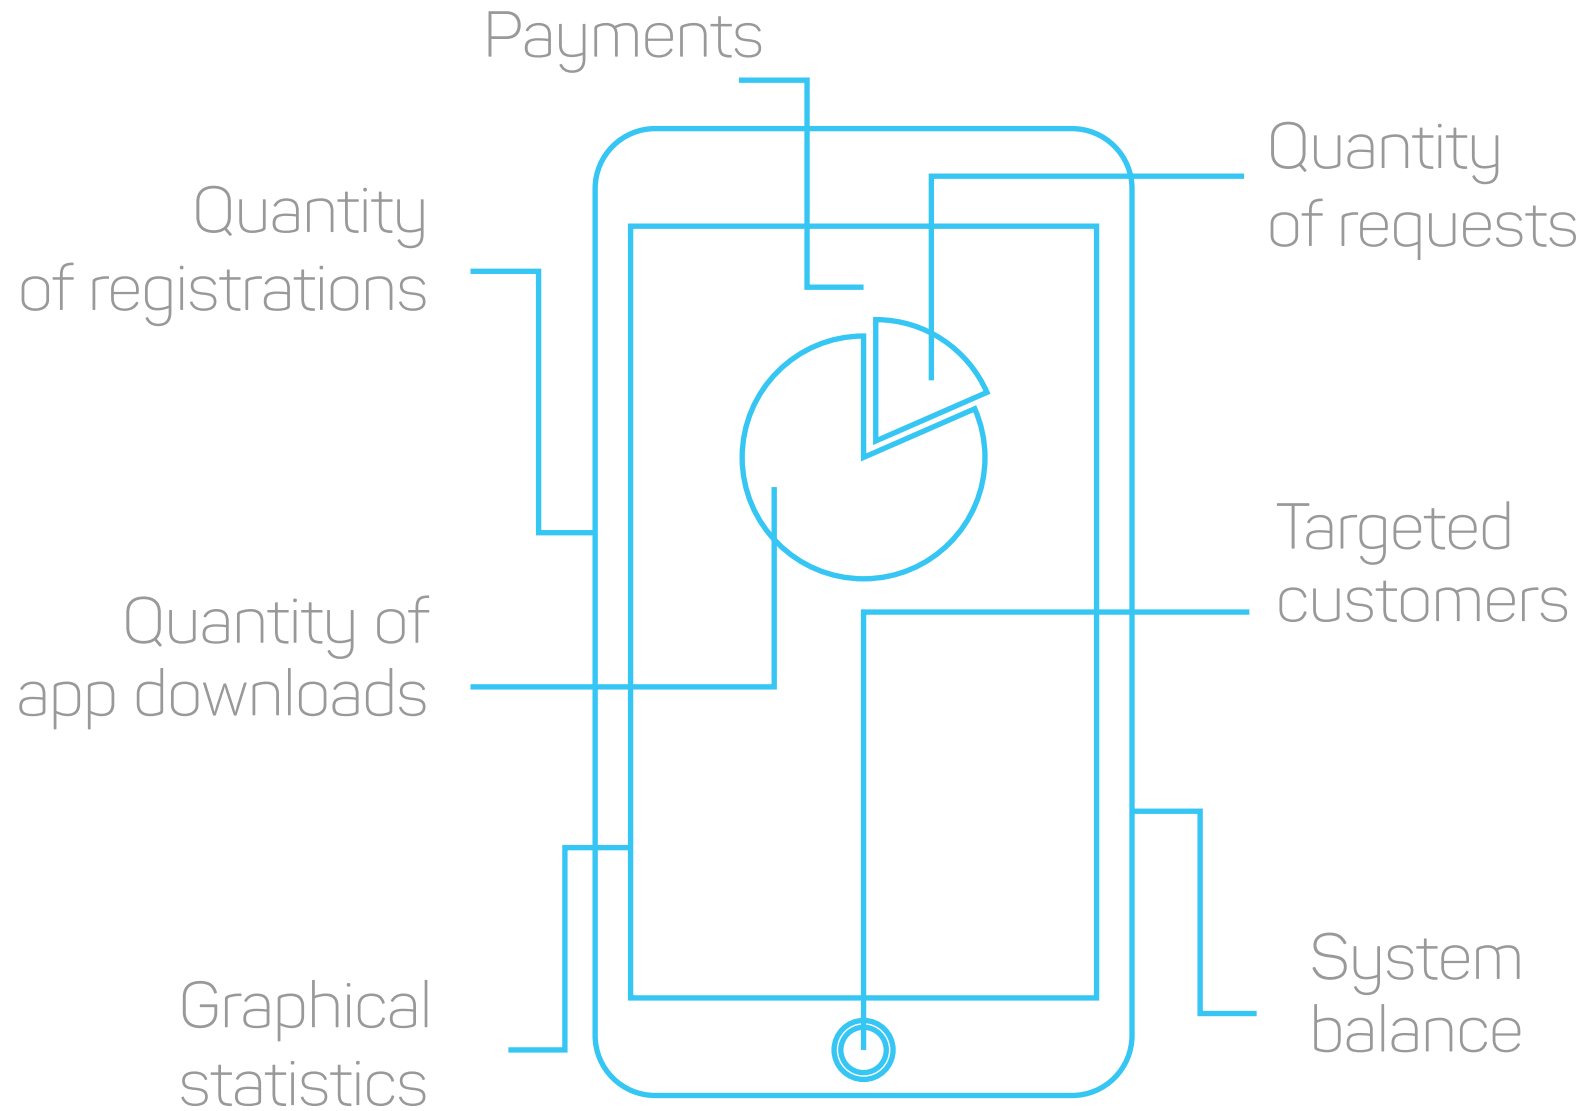 Payments
Quantity
of requests
Quantity
of registrations
Targeted
customers
Quantity of
app downloads
System
balance
Graphical
statistics